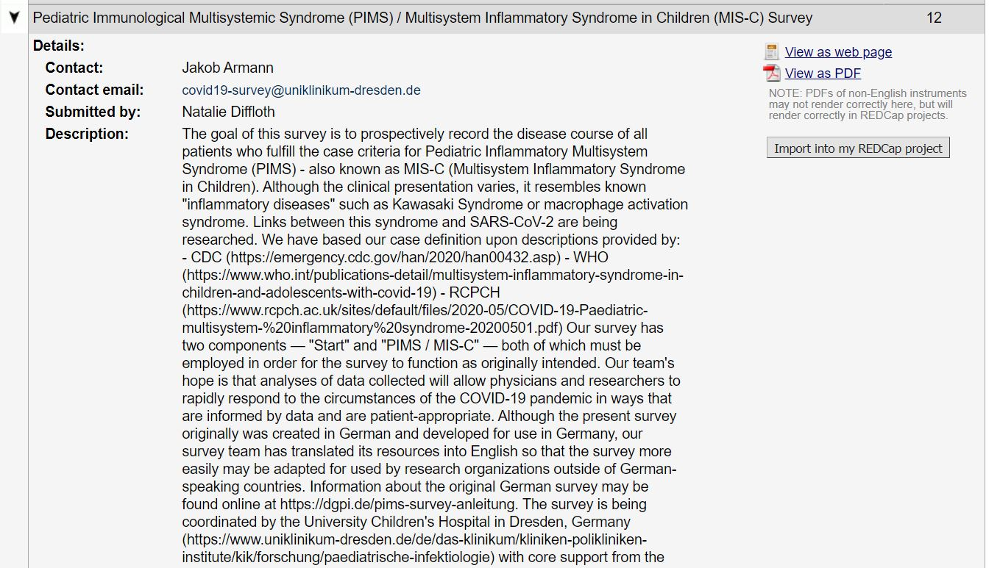 Pediatric Immunological Multisystemic Syndrome (PIMS) / Multisystem Inflammatory Syndrome in Children (MIS-C) Survey 12
Details:
Contact: Jakob Armann
Contact email: covid19-survey@uniklinikum-dresden.de
Submitted by: Natalie Diffloth
Description: The goal of this survey is to prospectively record the disease course of all
patients who fulfill the case criteria for Pediatric Inflammatory Multisystem
Syndrome (PIMS) - also known as MIS-C (Multisystem Inflammatory Syndrome
in Children). Although the clinical presentation varies, it resembles known
"inflammatory diseases" such as Kawasaki Syndrome or macrophage activation
syndrome. Links between this syndrome and SARS-CoV-2 are being
researched. We have based our case definition upon descriptions provided by:
- CDC (https://emergency.cdc.gov/han/2020/han00432.asp) - WHO
(https://www.who.int/publications-detail/multisystem-inflammatory-syndrome-in-
children-and-adolescents-with-covid-19) - RCPCH
(https://www.rcpch.ac.uk/sites/default/files/2020-05/COVID-19-Paediatric-
multisystem-%20inflammatory%20syndrome-20200501.pdf) Our survey has
two components — "Start" and "PIMS / MIS-C" — both of which must be
employed in order for the survey to function as originally intended. Our team's
hope is that analyses of data collected will allow physicians and researchers to
rapidly respond to the circumstances of the COVID-19 pandemic in ways that
are informed by data and are patient-appropriate. Although the present survey
originally was created in German and developed for use in Germany, our
survey team has translated its resources into English so that the survey more
easily may be adapted for used by research organizations outside of German-
speaking countries. Information about the original German survey may be
found online at https://dgpi.de/pims-survey-anleitung. The survey is being
coordinated by the University Children's Hospital in Dresden, Germany
(https://www.uniklinikum-dresden.de/de/das-klinikum/kliniken-polikliniken-
institute/kik/forschung/paediatrische-infektiologie) with core support from the
View as web page
View as PDF
NOTE: PDFs of non-English instruments
may not render correctly here, but will
render correctly in REDCap projects.
Import into my REDCap project